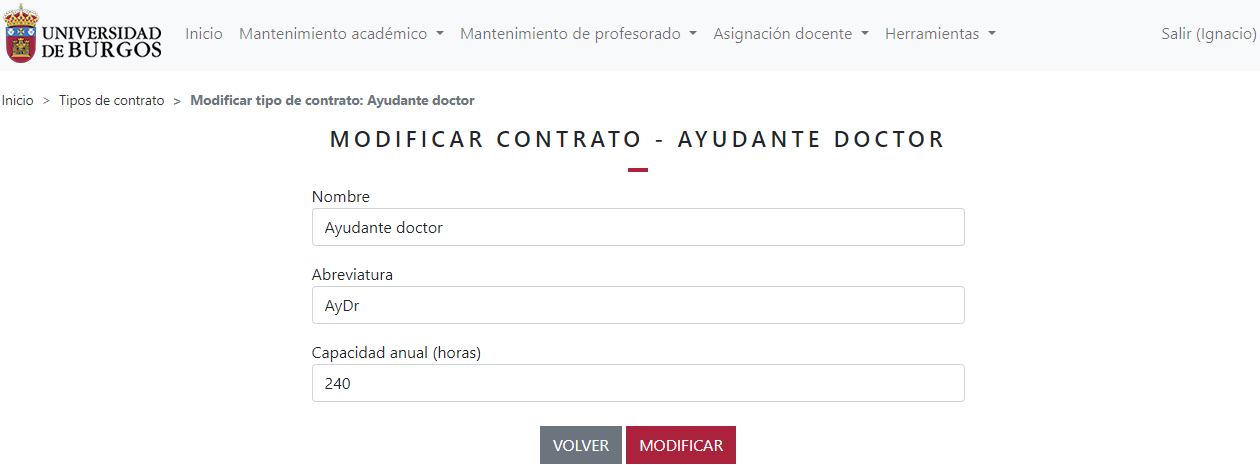 UNIVERSIDAD
DE BURGOS
Inicio Mantenimiento académico Mantenimiento de profesorado Asignación docente Herramientas Salir (Ignacio)
Inicio > Tipos de contrato > Modificar tipo de contrato: Ayudante doctor
MODIFICAR CONTRATO - AYUDANTE DOCTOR
Nombre
Ayudante doctor
Abreviatura
AyDr
Capacidad anual (horas)
240
VOLVER MODIFICAR